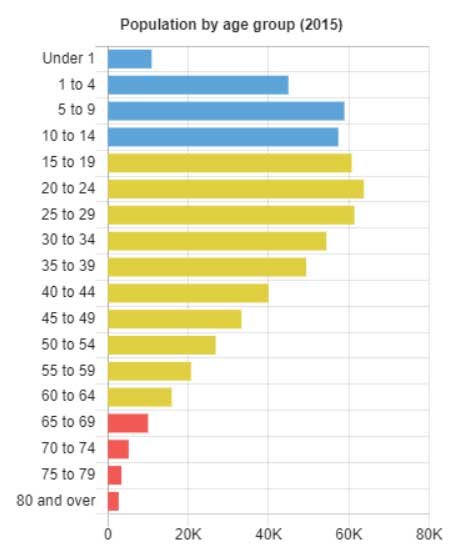 Population by age group (2015)
Under 1
1 to 4
5 to 9
10 to 14
15 to 19
20 to 24
25 to 29
30 to 34
35 to 39
40 to 44
45 to 49
50 to 54
55 to 59
60 to 64
65 to 69
70 to 74
75 to 79
80 and over
0 20K 40K 60K 80K